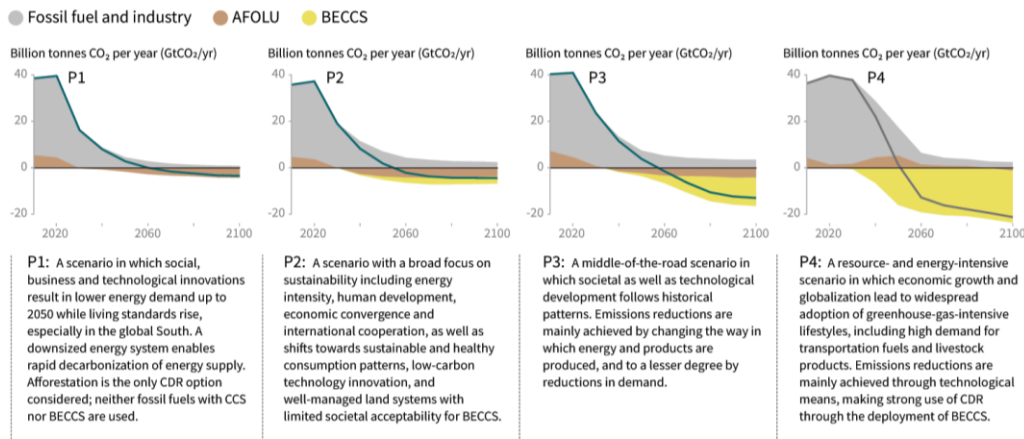 Fossil fuel and industry AFOLU BECCS
Billion tonnes CO₂ per year (GtCO₂/yr)
40
P1
20
0
-20
2020 2060 2100
Billion tonnes CO₂ per year (GtCO₂/yr)
40
P2
20
0
-20
2020 2060 2100
Billion tonnes CO₂ per year (GtCO₂/yr)
40
P3
20
0
-20
2020 2060 2100
Billion tonnes CO₂ per year (GtCO₂/yr)
40
P4
20
0
-20
2020 2060 2100
P1: A scenario in which social,
business and technological innovations
result in lower energy demand up to
2050 while living standards rise,
especially in the global South. A
downsized energy system enables
rapid decarbonization of energy supply.
Afforestation is the only CDR option
considered; neither fossil fuels with CCS
nor BECCS are used.
P2: A scenario with a broad focus on
sustainability including energy
intensity, human development,
economic convergence and
international cooperation, as well as
shifts towards sustainable and healthy
consumption patterns, low-carbon
technology innovation, and
well-managed land systems with
limited societal acceptability for BECCS.
P3: A middle-of-the-road scenario in
which societal as well as technological
development follows historical
patterns. Emissions reductions are
mainly achieved by changing the way in
which energy and products are
produced, and to a lesser degree by
reductions in demand.
P4: A resource- and energy-intensive
scenario in which economic growth and
globalization lead to widespread
adoption of greenhouse-gas-intensive
lifestyles, including high demand for
transportation fuels and livestock
products. Emissions reductions are
mainly achieved through technological
means, making strong use of CDR
through the deployment of BECCS.